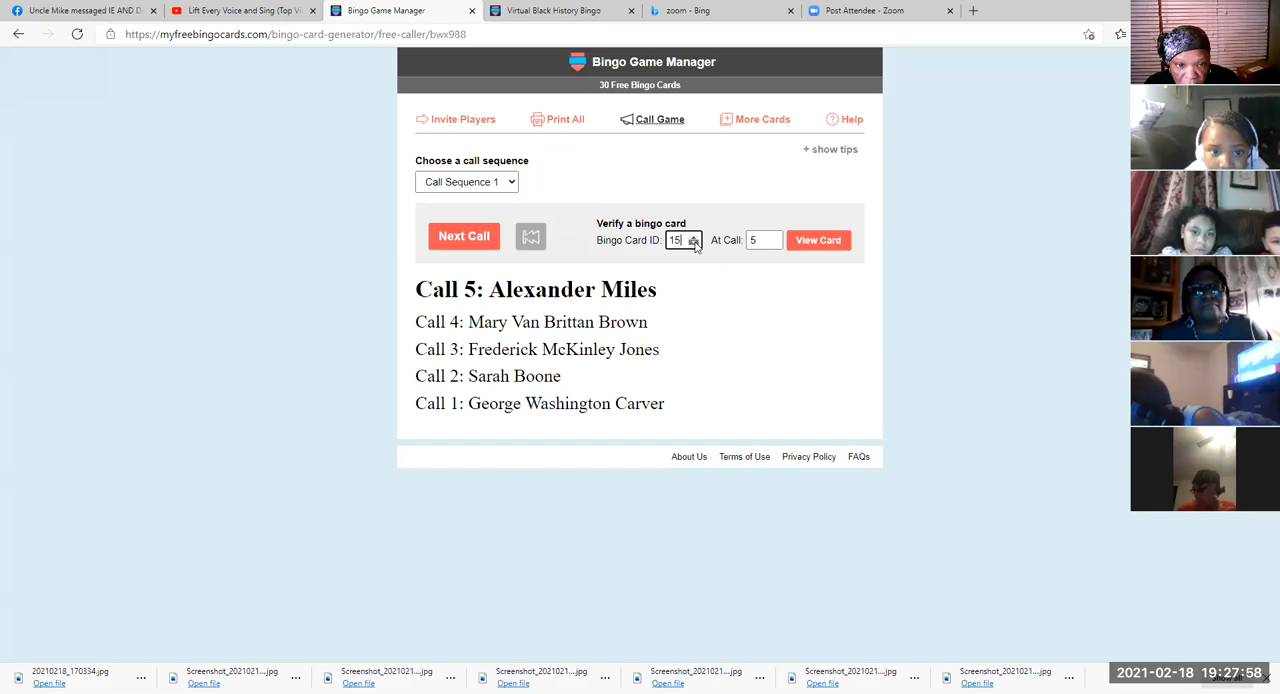 Uncle Mike messaged IE AND D
Lift Every Voice and Sing (Top Vi
Bingo Game Manager
Virtual Black History Bingo
zoom - Bing
Post Attendee - Zoom
https://myfreebingocards.com/bingo-card-generator/free-caller/bwx988
Bingo Game Manager
30 Free Bingo Cards
Invite Players
Print All
Call Game
More Cards
Help
+ show tips
Choose a call sequence
Call Sequence 1
Verify a bingo card
Next Call
Bingo Card ID: 15 At Call: 5 View Card
Call 5: Alexander Miles
Call 4: Mary Van Brittan Brown
Call 3: Frederick McKinley Jones
Call 2: Sarah Boone
Call 1: George Washington Carver
About Us Terms of Use Privacy Policy FAQs
20210218_170334.jpg
Open file
Screenshot_2021021....jpg
Open file
Screenshot_2021021....jpg
Open file
Screenshot_2021021....jpg
Open file
Screenshot_2021021....jpg
Open file
Screenshot_2021021....jpg
Open file
Screenshot_2021021....jpg
Open file
2021-02-18 19:27:58